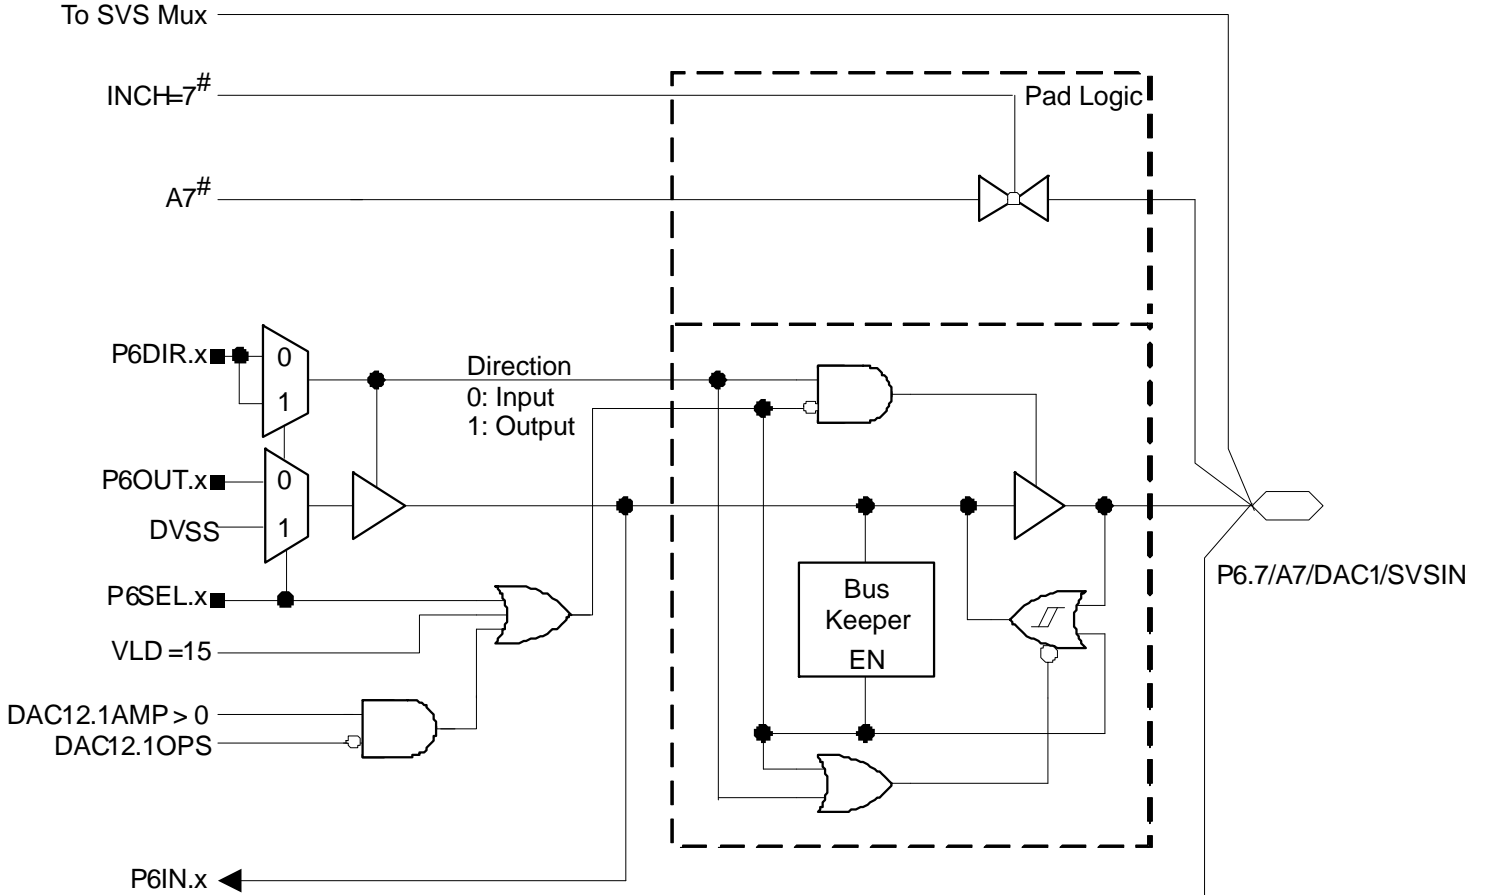 To SVS Mux
INCH=7#
Pad Logic
A7#
P6DIR.x
0
1
Direction
0: Input
1: Output
P6OUT.x
0
DVSS
1
P6.7/A7/DAC1/SVSIN
P6SEL.x
Bus
Keeper
EN
VLD =15
DAC12.1AMP > 0
DAC12.1OPS
P6IN.x